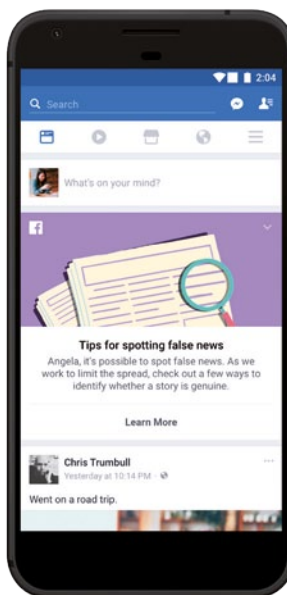 2:04
Search
What's on your mind?
Tips for spotting false news
Angela, it's possible to spot false news. As we
work to limit the spread, check out a few ways to
identify whether a story is genuine.
Learn More
Chris Trumbull
Yesterday at 10:14 PM ·
Went on a road trip.